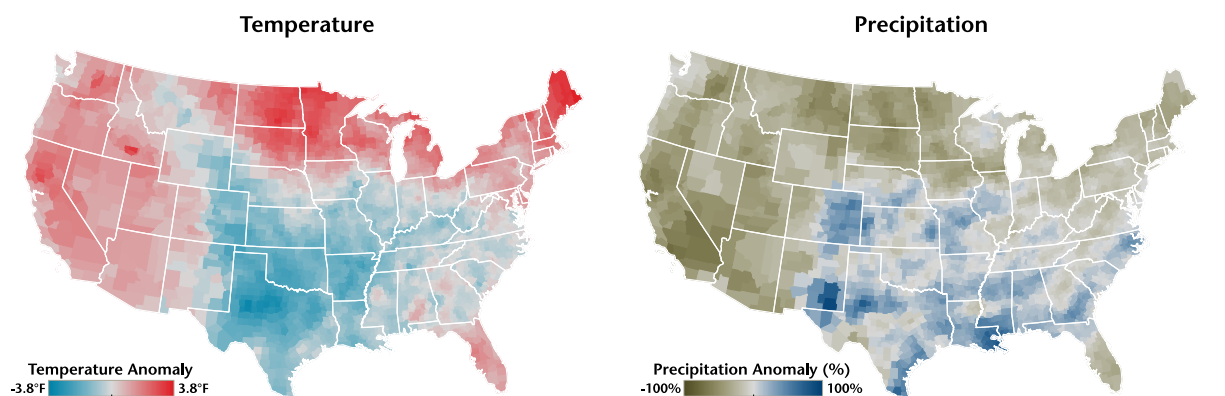 Temperature
Precipitation
Temperature Anomaly
-3.8°F
3.8°F
Precipitation Anomaly (%)
-100%
100%